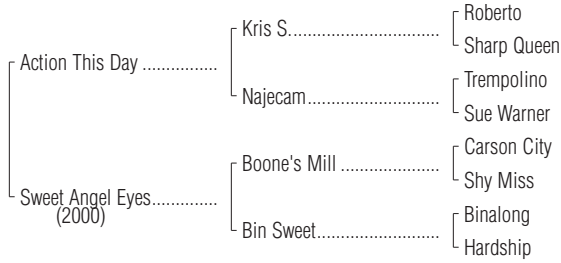 Roberto
Kris S.................................................
Sharp Queen
Action This Day ................
Trempolino
Najecam............................................
Sue Warner
Carson City
Boone's Mill .................................
Shy Miss
Sweet Angel Eyes..............
(2000)
Binalong
Bin Sweet.........................................
Hardship